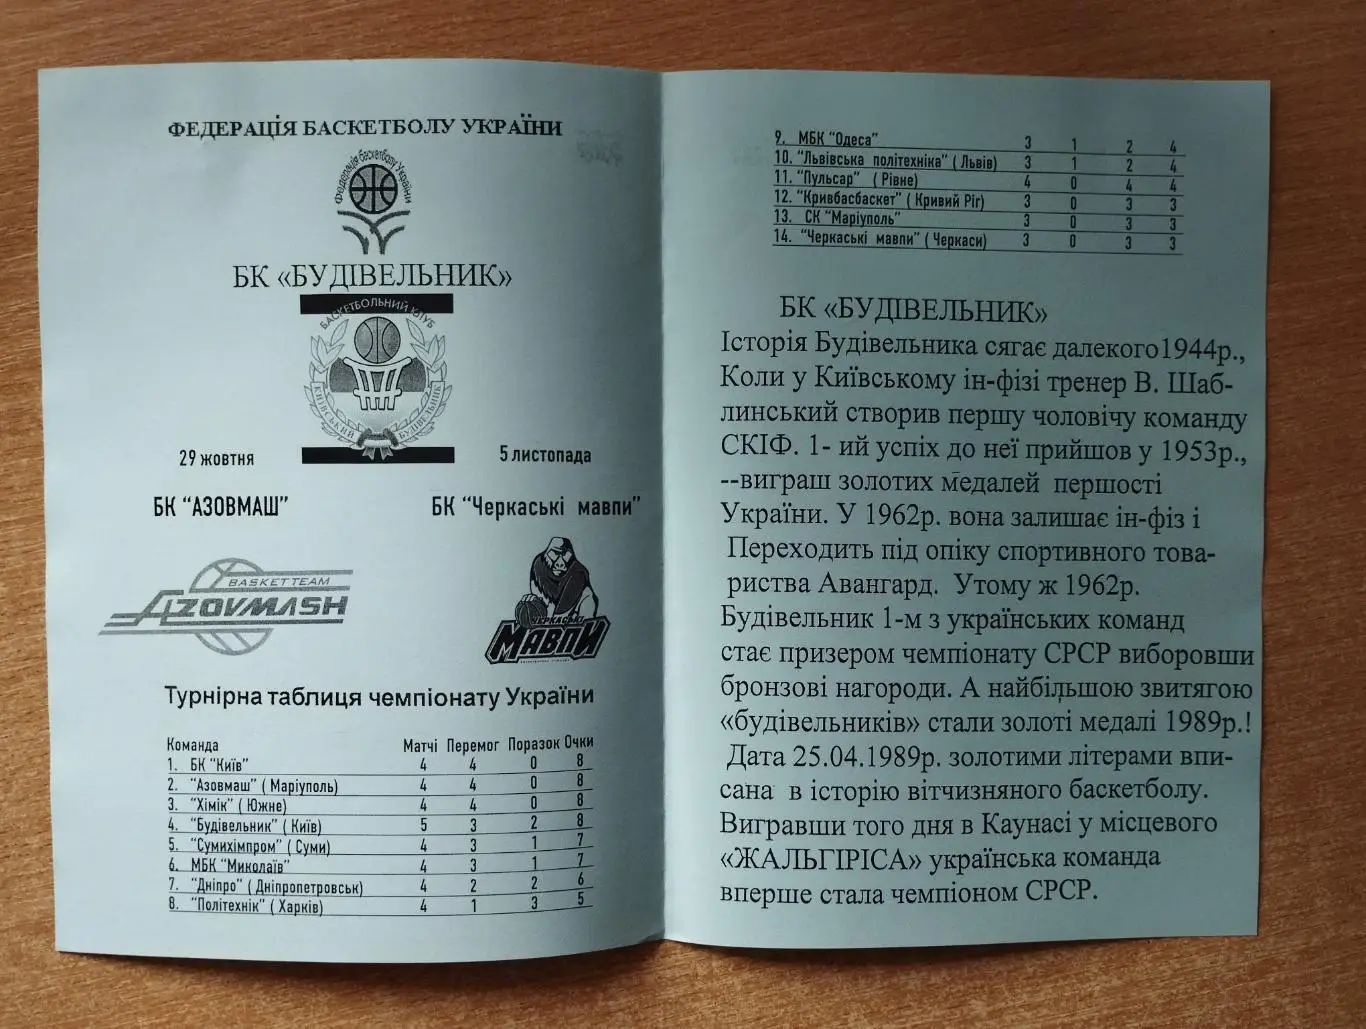 ФЕДЕРАЦІЯ БАСКЕТБОЛУ УКРАЇНИ
Федерація баскетболу України
БК «БУДІВЕЛЬНИК»
БАСКЕТБОЛЬНИЙ КЛУБ
КИЇВСЬКИЙ БУДІВЕЛЬНИК
29 жовтня 5 листопада
БК "АЗОВМАШ" БК "Черкаські мавпи"
BASKET TEAM
AZOVMASH
ЧЕРКАСЬКІ
МАВПИ
Турнірна таблиця чемпіонату України
Команда Матчі Перемог Поразок Очки
1. БК "Київ" 4 4 0 8
2. "Азовмаш" ( Маріуполь) 4 4 0 8
3. "Хімік" ( Южне) 4 4 0 8
4. "Будівельник" ( Київ) 5 3 2 8
5. "Сумихімпром" ( Суми) 4 3 1 7
6. МБК "Миколаїв" 4 3 1 7
7. "Дніпро" ( Дніпропетровськ) 4 2 2 6
8. "Політехнік" ( Харків) 4 1 3 5
9. МБК "Одеса" 3 1 2 4
10. "Львівська політехніка" ( Львів) 3 1 2 4
11. "Пульсар" ( Рівне) 4 0 4 4
12. "Кривбасбаскет" ( Кривий Ріг) 3 0 3 3
13. СК "Маріуполь" 3 0 3 3
14. "Черкаські мавпи" ( Черкаси) 3 0 3 3
БК «БУДІВЕЛЬНИК»
Історія Будівельника сягає далекого1944р.,
Коли у Київському ін-фізі тренер В. Шаб-
линський створив першу чоловічу команду
СКІФ. 1- ий успіх до неї прийшов у 1953р.,
--виграш золотих медалей першості
України. У 1962р. вона залишає ін-фіз і
Переходить під опіку спортивного това-
риства Авангард. Утому ж 1962р.
Будівельник 1-м з українських команд
стає призером чемпіонату СРСР виборовши
бронзові нагороди. А найбільшою звитягою
«будівельників» стали золоті медалі 1989р.!
Дата 25.04.1989р. золотими літерами впи-
сана в історію вітчизняного баскетболу.
Вигравши того дня в Каунасі у місцевого
«ЖАЛЬГІРІСА» українська команда
вперше стала чемпіоном СРСР.